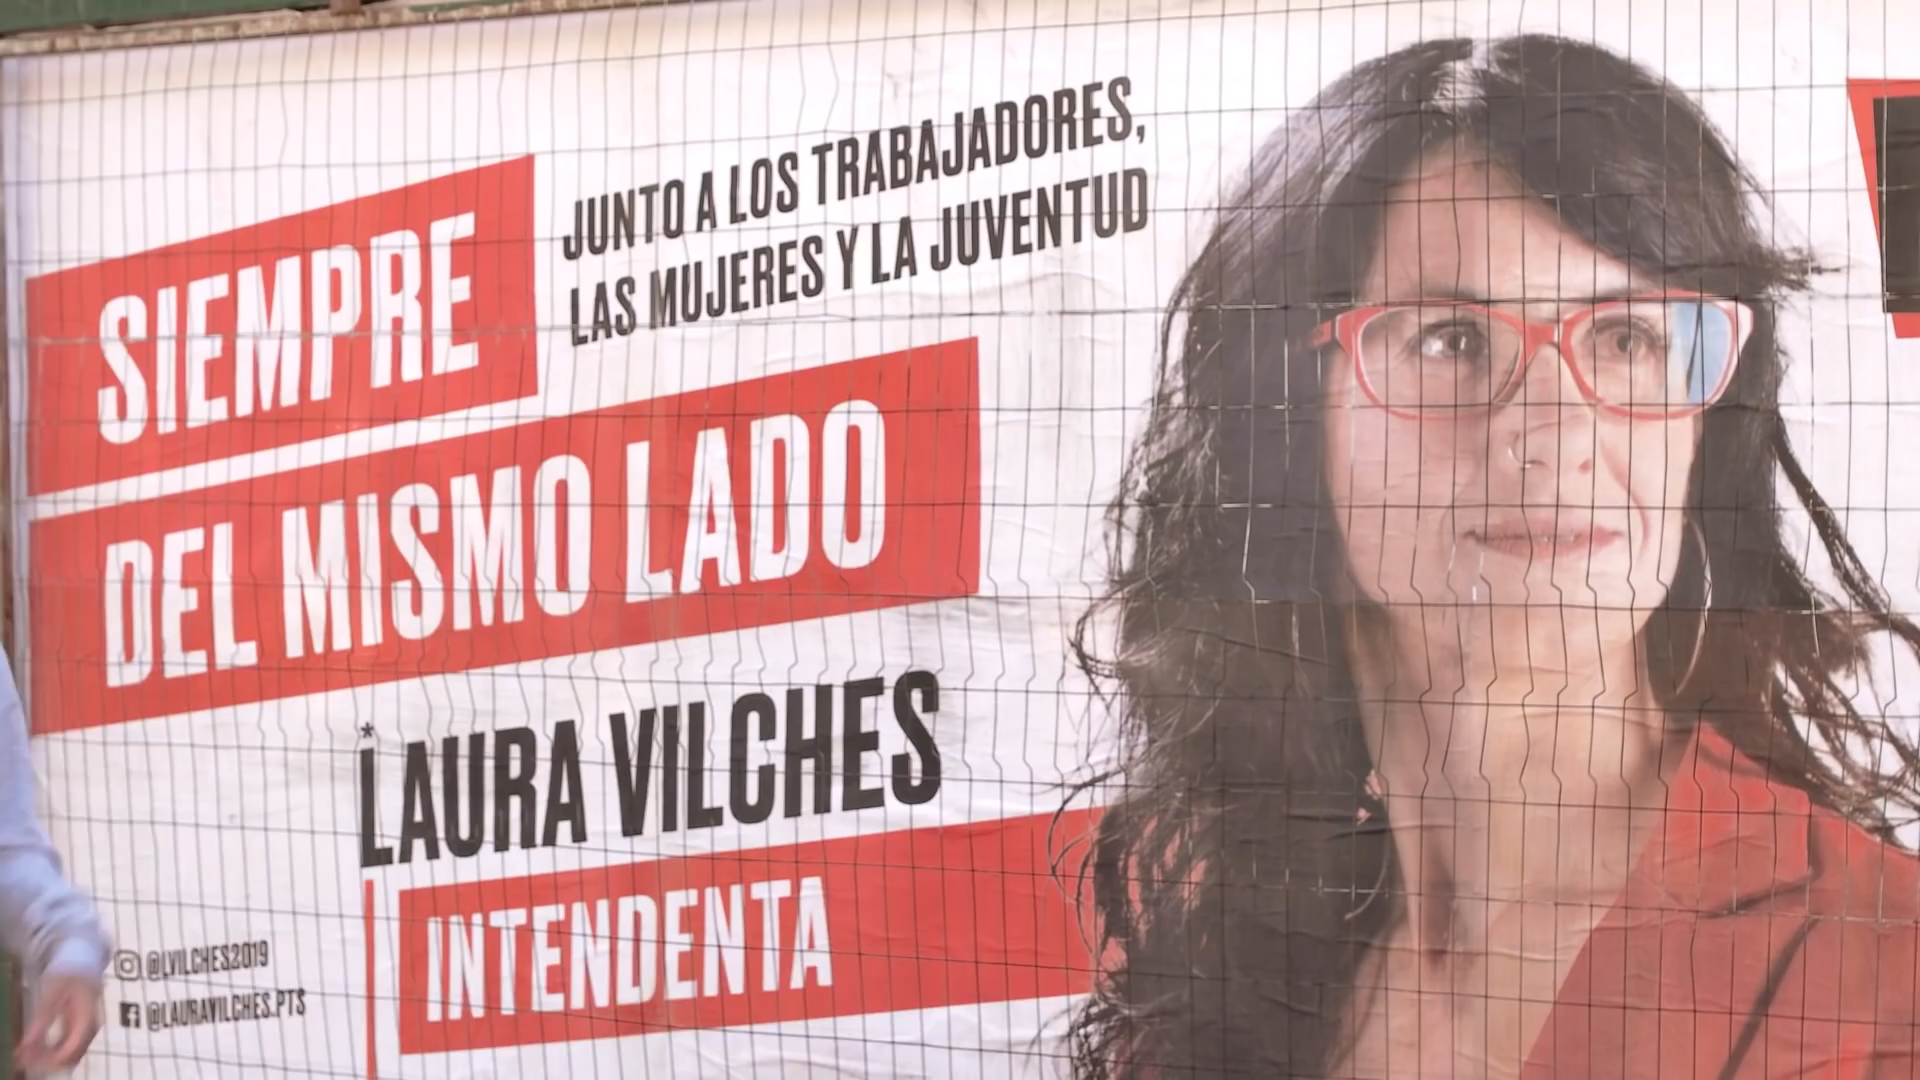 SIEMPRE
JUNTO A LOS TRABAJADORES,
LAS MUJERES Y LA JUVENTUD
DEL MISMO LADO
*LAURA VILCHES
INTENDENTA
@LVILCHES2019
@LAURAVILCHES.PTS